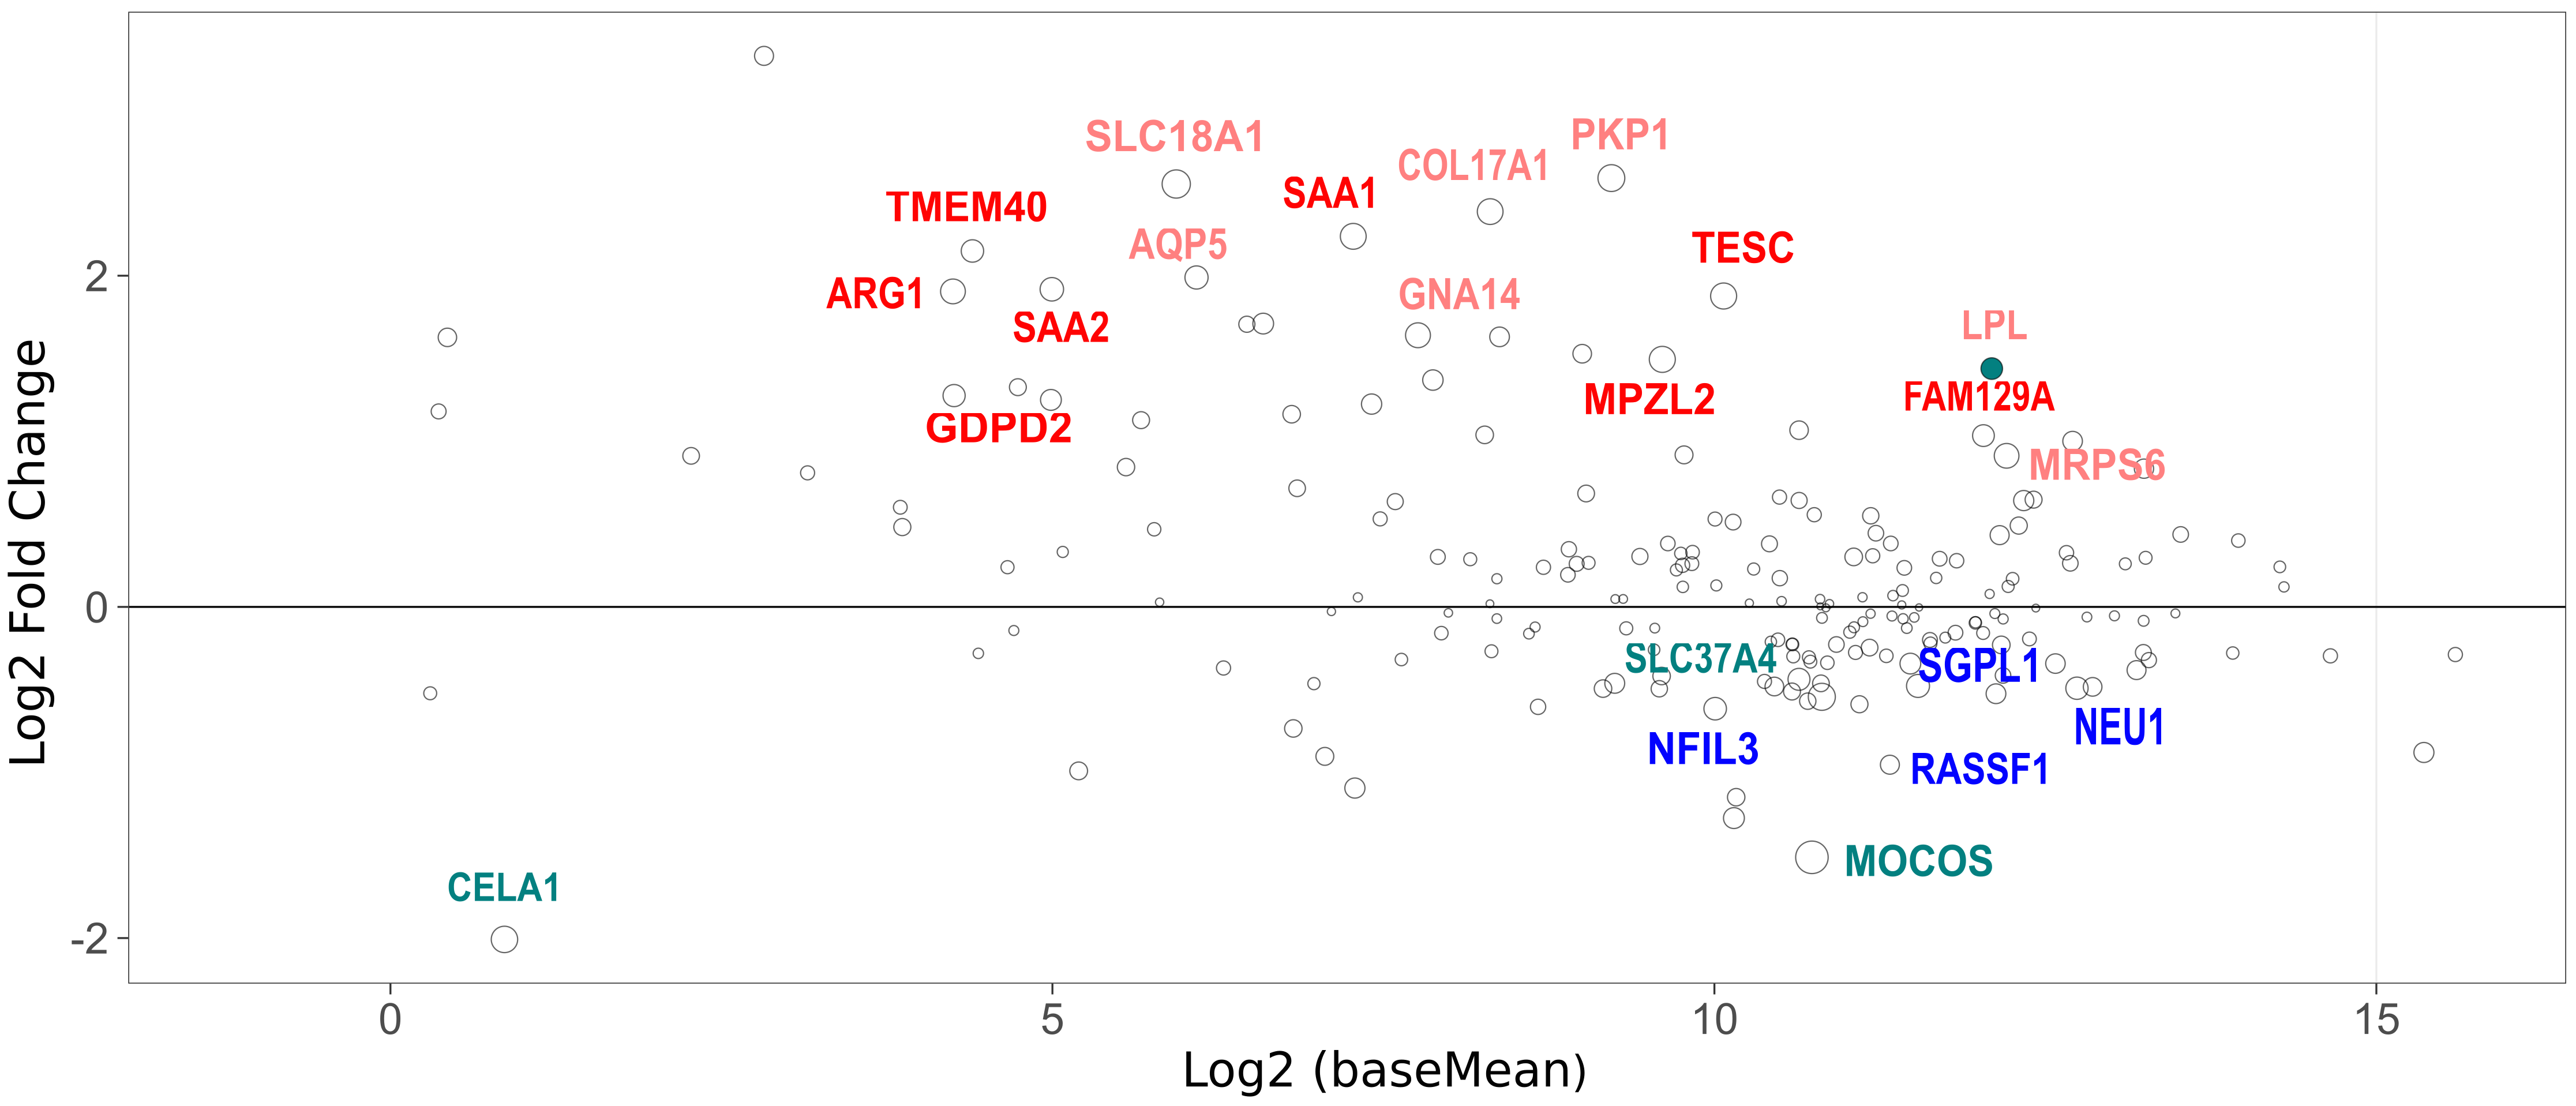 SLC18A1
PKP1
COL17A1
SAA1
TMEM40
AQP5
TESC
2
ARG1
GNA14
SAA2
LPL
MPZL2
FAM129A
GDPD2
MRPS6
Log2 Fold Change
0
SLC37A4
SGPL1
NFIL3
NEU1
RASSF1
MOCOS
CELA1
-2
0
5
10
15
Log2 (baseMean)